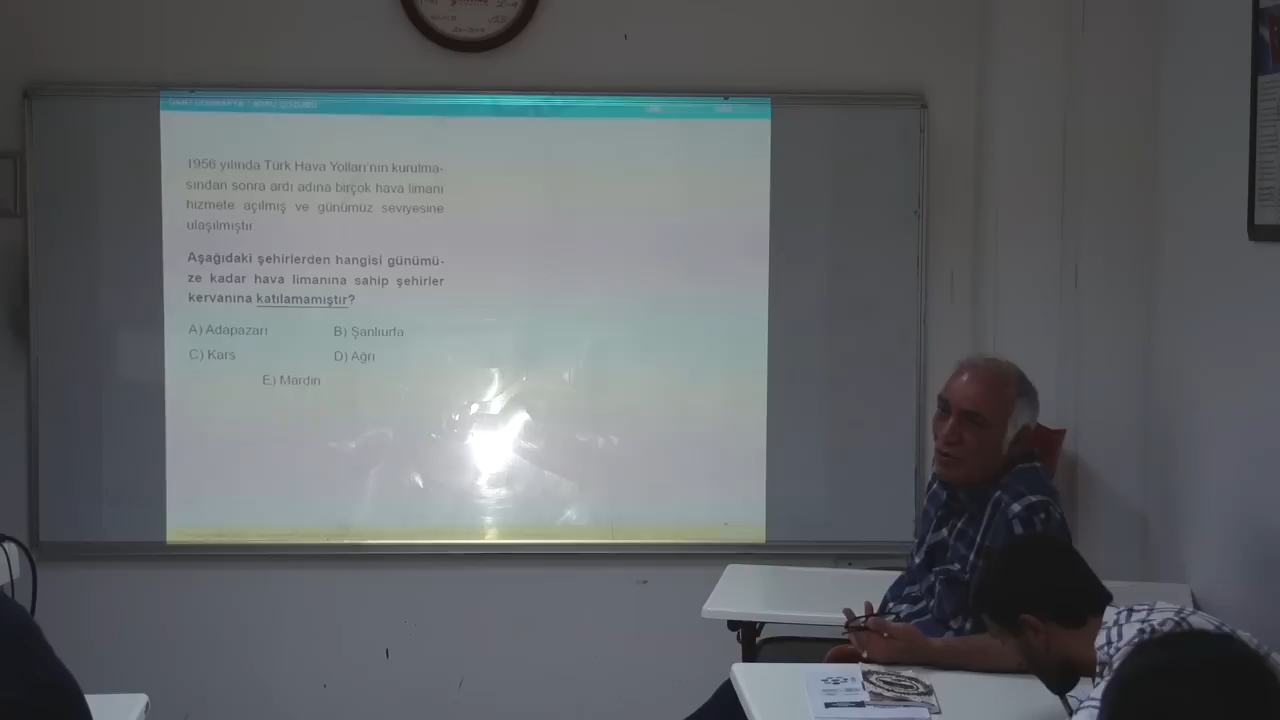 1956 yılında Türk Hava Yolları'nın kurulma-
sından sonra ardı adına birçok hava limanı
hizmete açılmış ve günümüz seviyesine
ulaşılmıştır
Aşağıdaki şehirlerden hangisi günümü-
ze kadar hava limanına sahip şehirler
kervanına katılamamıştır?
A) Adapazarı B) Şanlıurfa
C) Kars D) Ağrı
E) Mardin